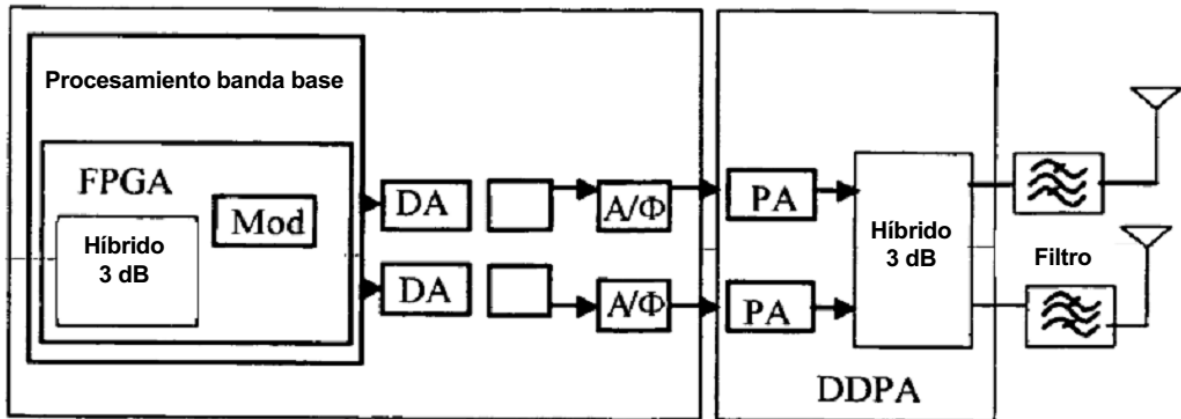 Procesamiento banda base
FPGA
Mod
Híbrido
3 dB
DA
A/Φ
DA
A/Φ
PA
PA
Híbrido
3 dB
DDPA
Filtro